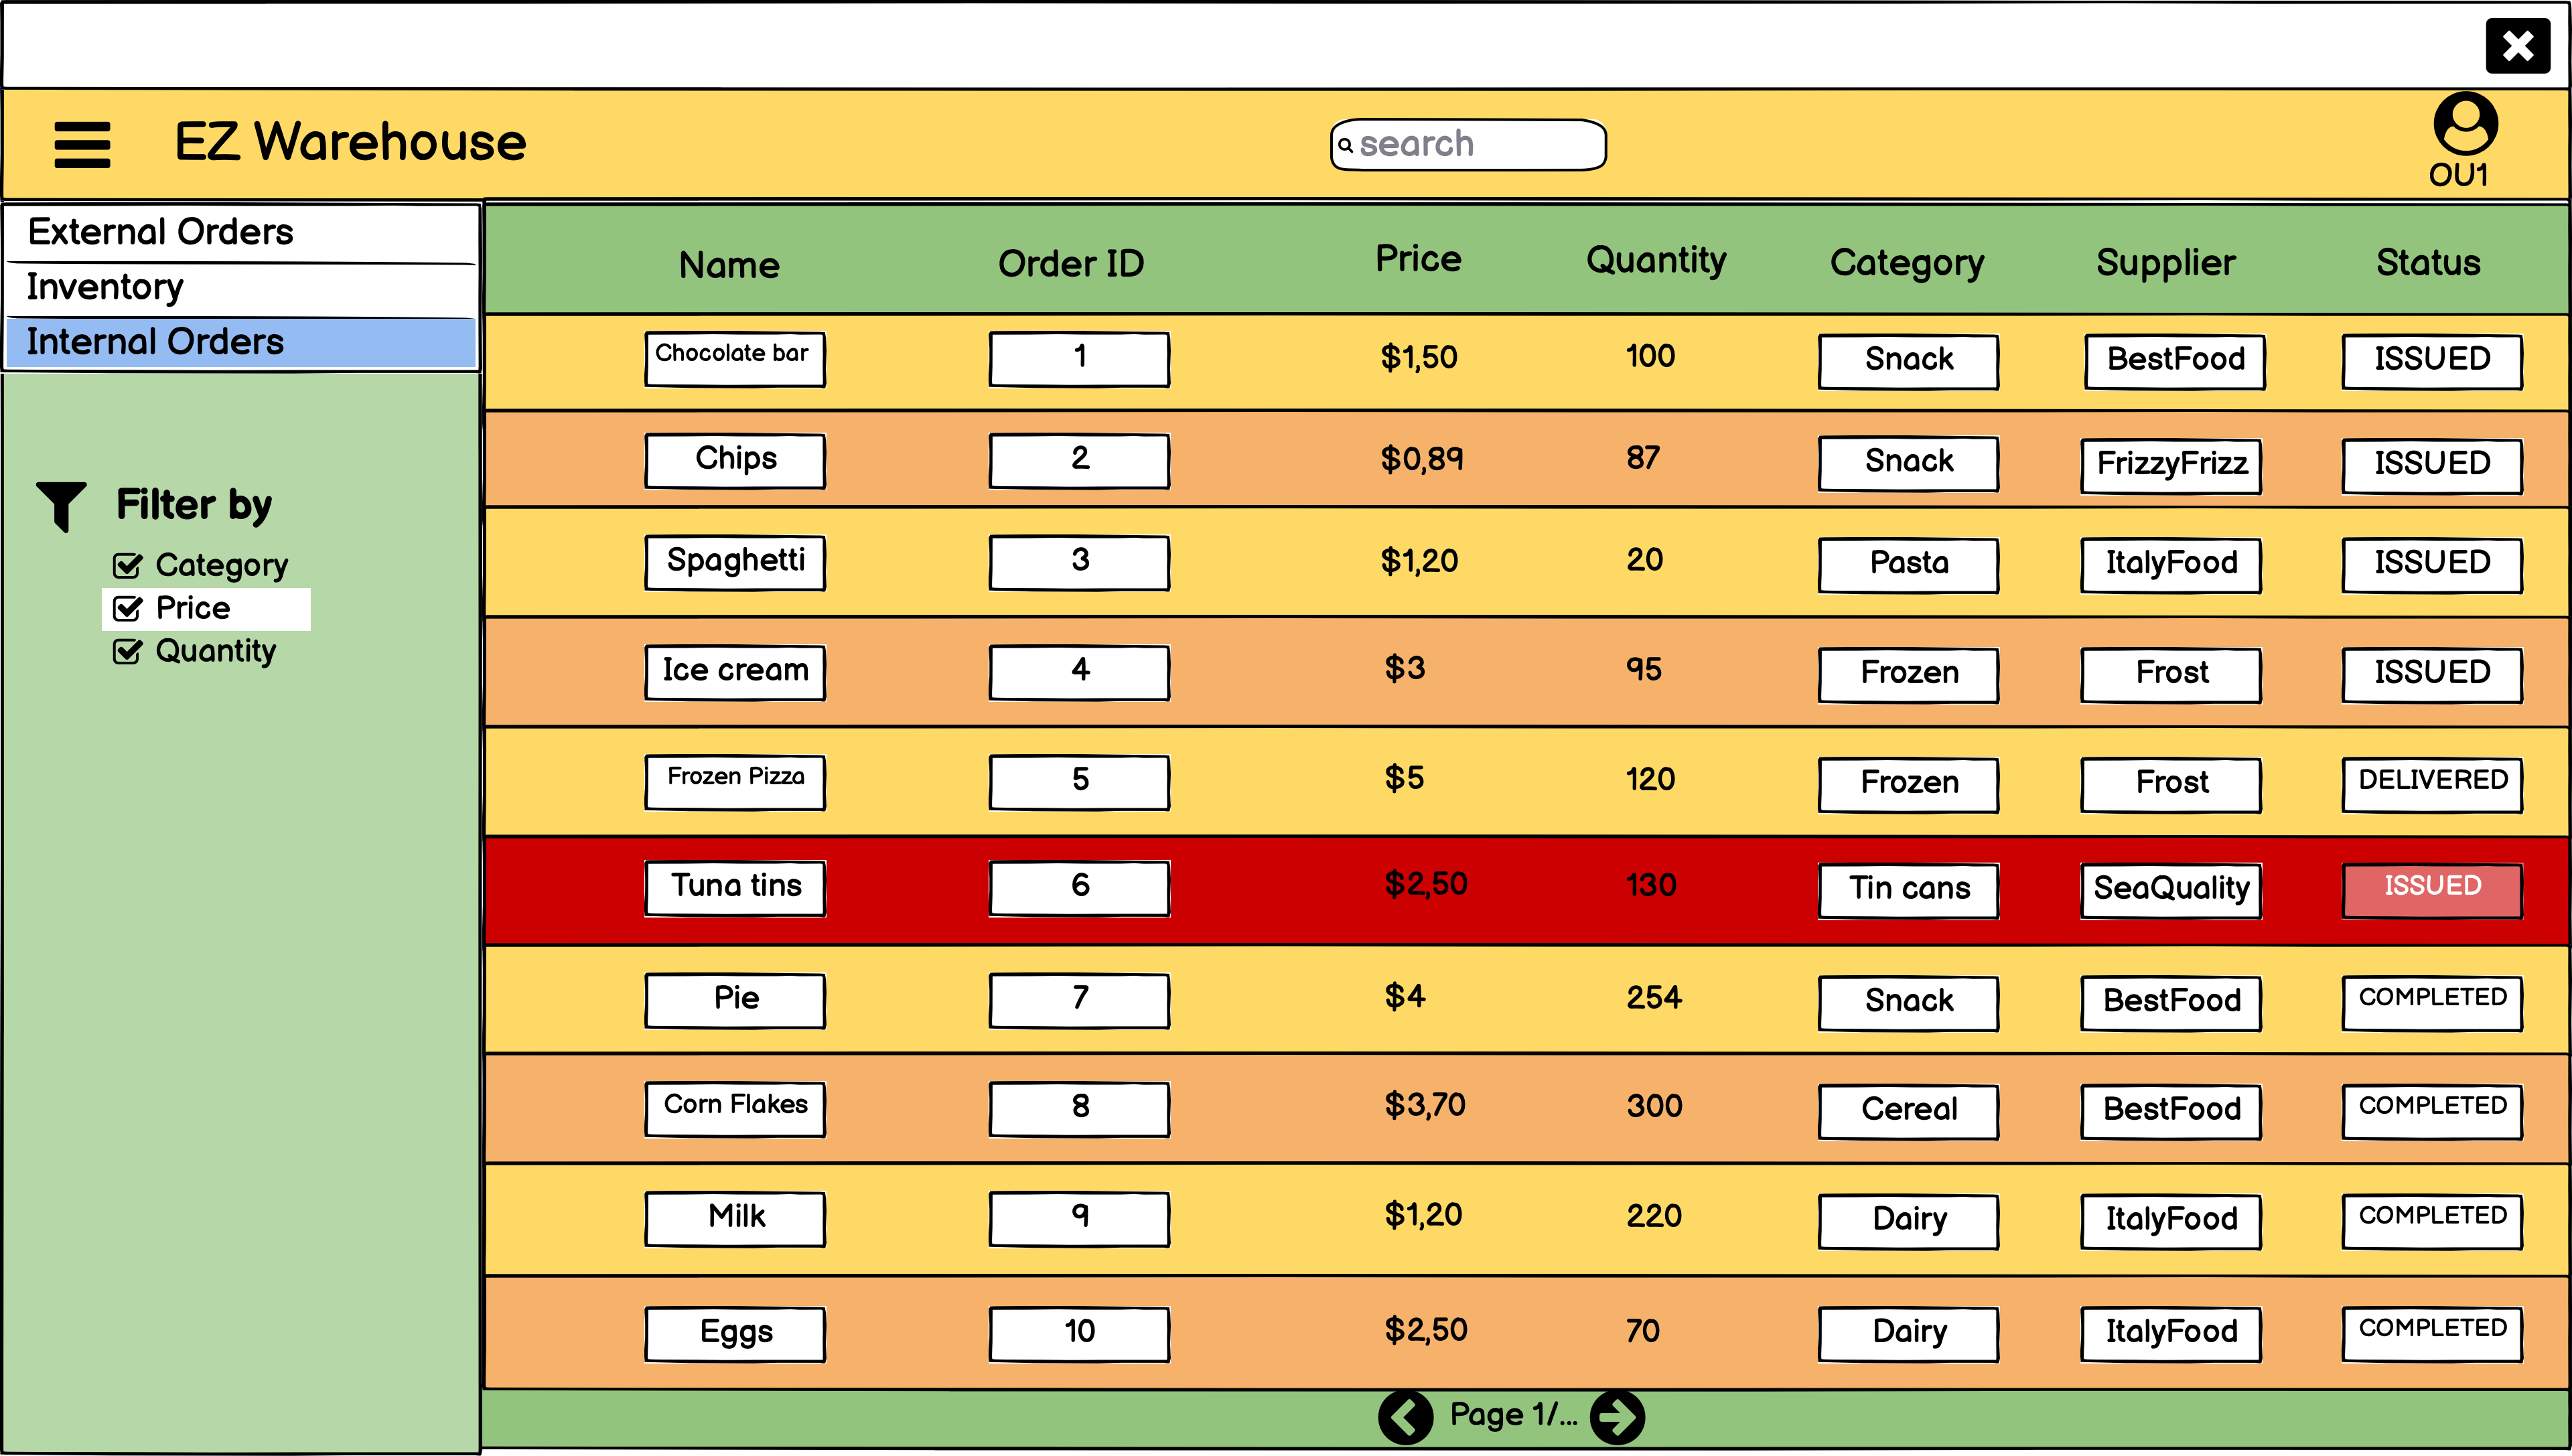 EZ Warehouse
search
OU1
External Orders
Inventory
Internal Orders
Filter by
Category
Price
Quantity
Name Order ID Price Quantity Category Supplier Status
Chocolate bar 1 $1,50 100 Snack BestFood ISSUED
Chips 2 $0,89 87 Snack FrizzyFrizz ISSUED
Spaghetti 3 $1,20 20 Pasta ItalyFood ISSUED
Ice cream 4 $3 95 Frozen Frost ISSUED
Frozen Pizza 5 $5 120 Frozen Frost DELIVERED
Tuna tins 6 $2,50 130 Tin cans SeaQuality ISSUED
Pie 7 $4 254 Snack BestFood COMPLETED
Corn Flakes 8 $3,70 300 Cereal BestFood COMPLETED
Milk 9 $1,20 220 Dairy ItalyFood COMPLETED
Eggs 10 $2,50 70 Dairy ItalyFood COMPLETED
Page 1/...